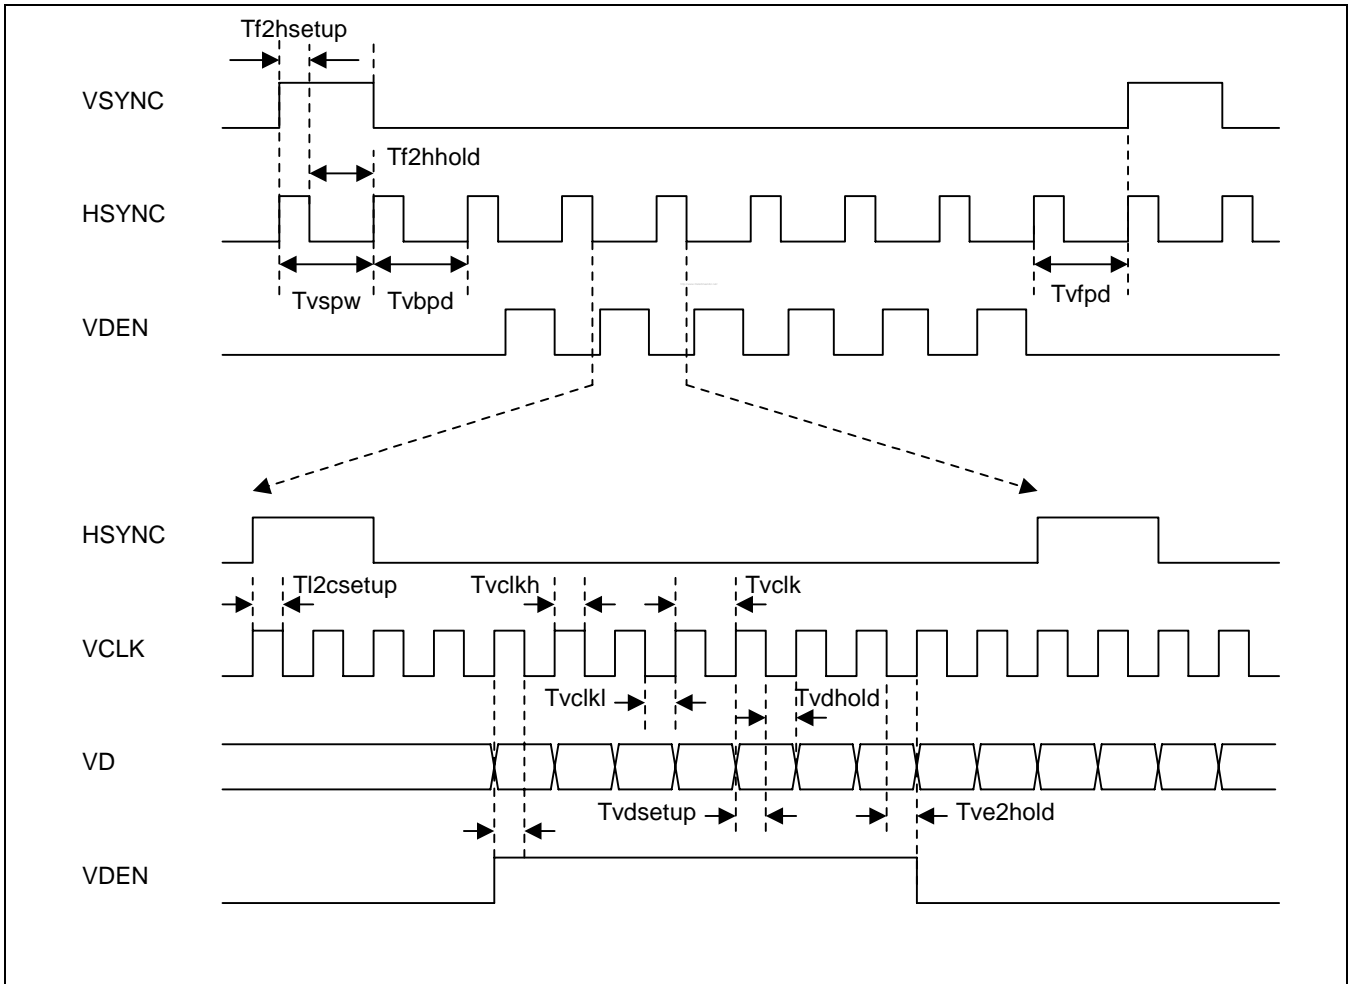 Tf2hsetup
VSYNC
Tf2hhold
HSYNC
Tvspw
Tvbpd
Tvfpd
VDEN
HSYNC
Tl2csetup
Tvclkh
Tvclk
VCLK
Tvclkl
Tvdhold
VD
Tvdsetup
Tve2hold
VDEN